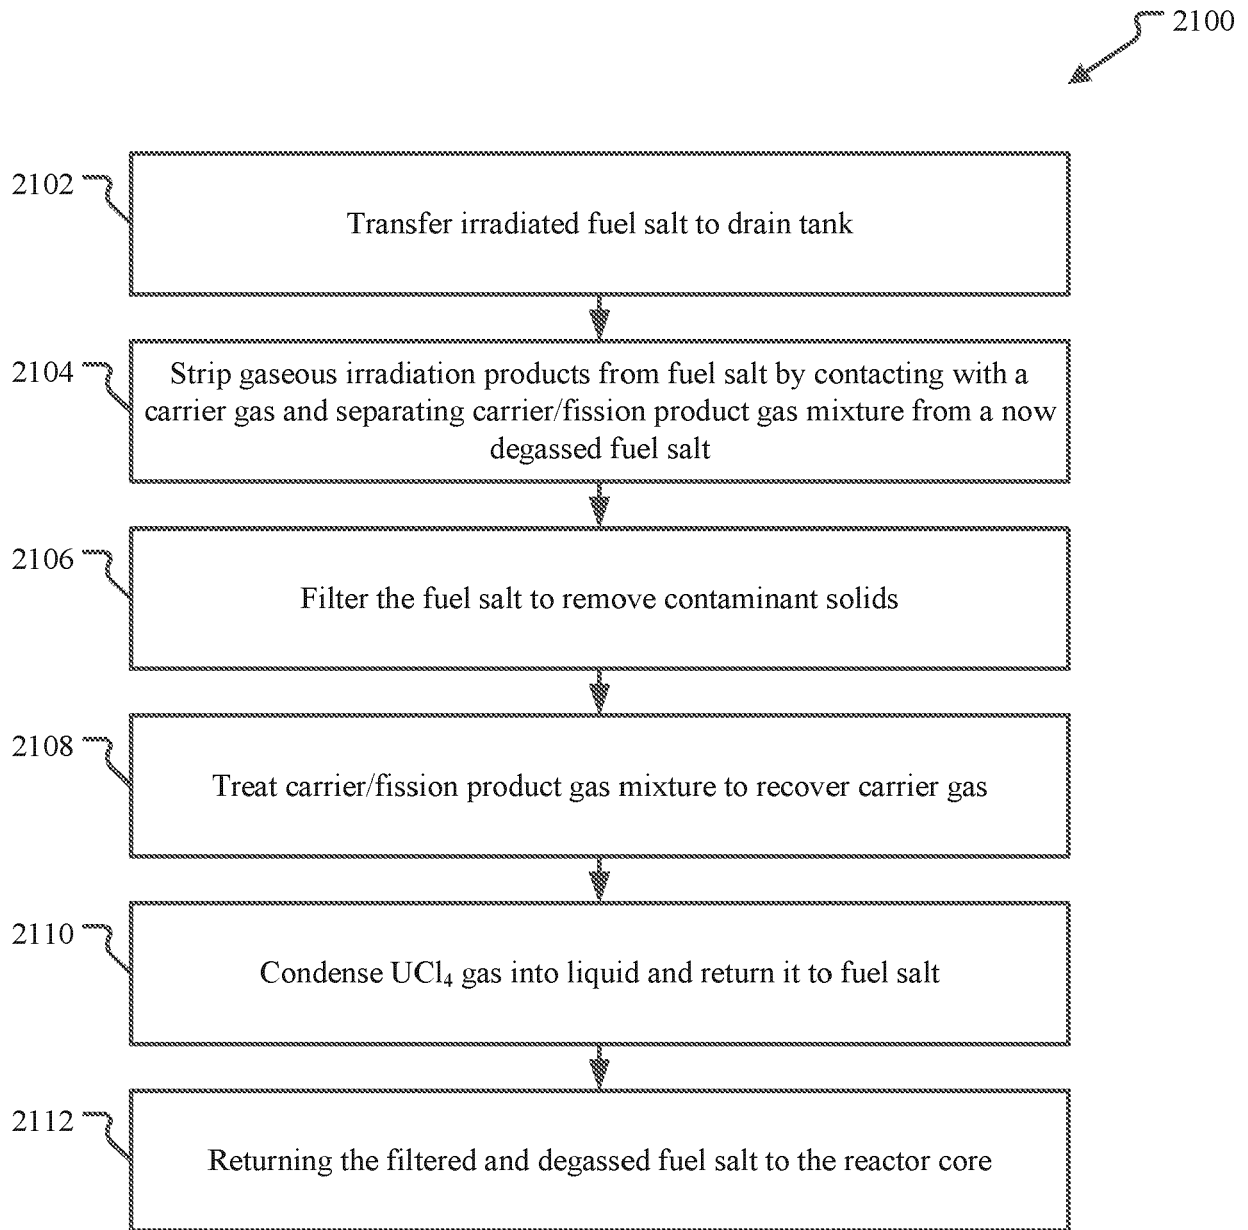 2100
2102
Transfer irradiated fuel salt to drain tank
2104
Strip gaseous irradiation products from fuel salt by contacting with a
carrier gas and separating carrier/fission product gas mixture from a now
degassed fuel salt
2106
Filter the fuel salt to remove contaminant solids
2108
Treat carrier/fission product gas mixture to recover carrier gas
2110
Condense UCl₄ gas into liquid and return it to fuel salt
2112
Returning the filtered and degassed fuel salt to the reactor core